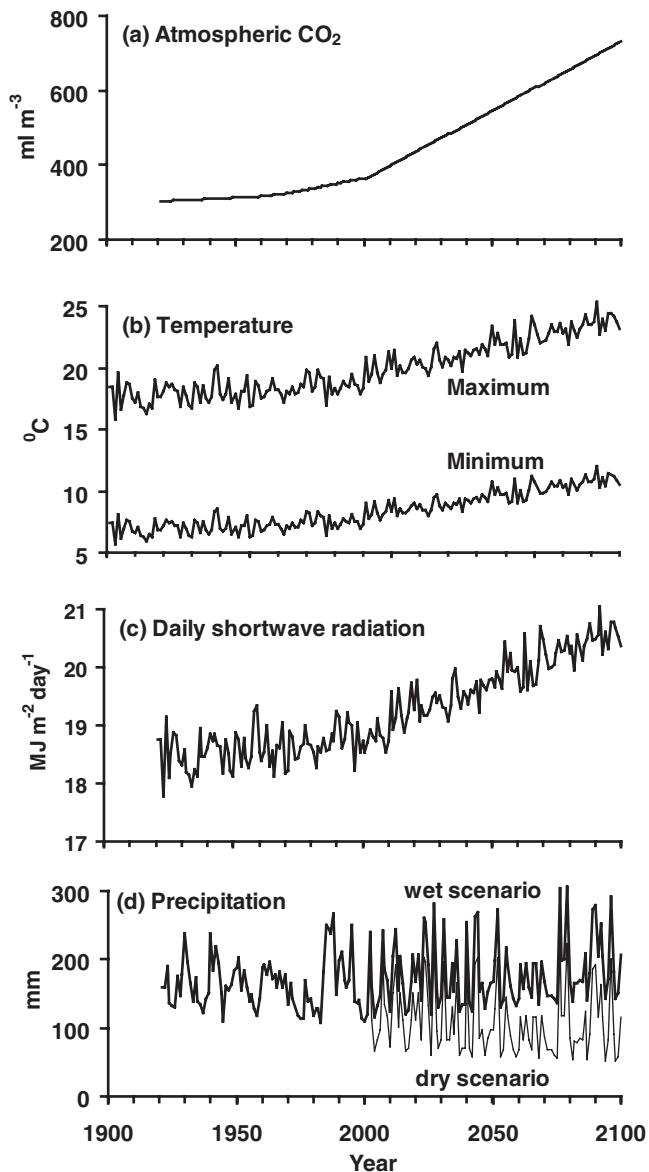 (a) Atmospheric CO₂
800
600
400
200
ml m⁻³
(b) Temperature
25
20
15
10
5
⁰C
Maximum
Minimum
(c) Daily shortwave radiation
21
20
19
18
17
MJ m⁻² day⁻¹
(d) Precipitation
wet scenario
300
200
100
0
mm
dry scenario
1900 1950 2000 2050 2100
Year